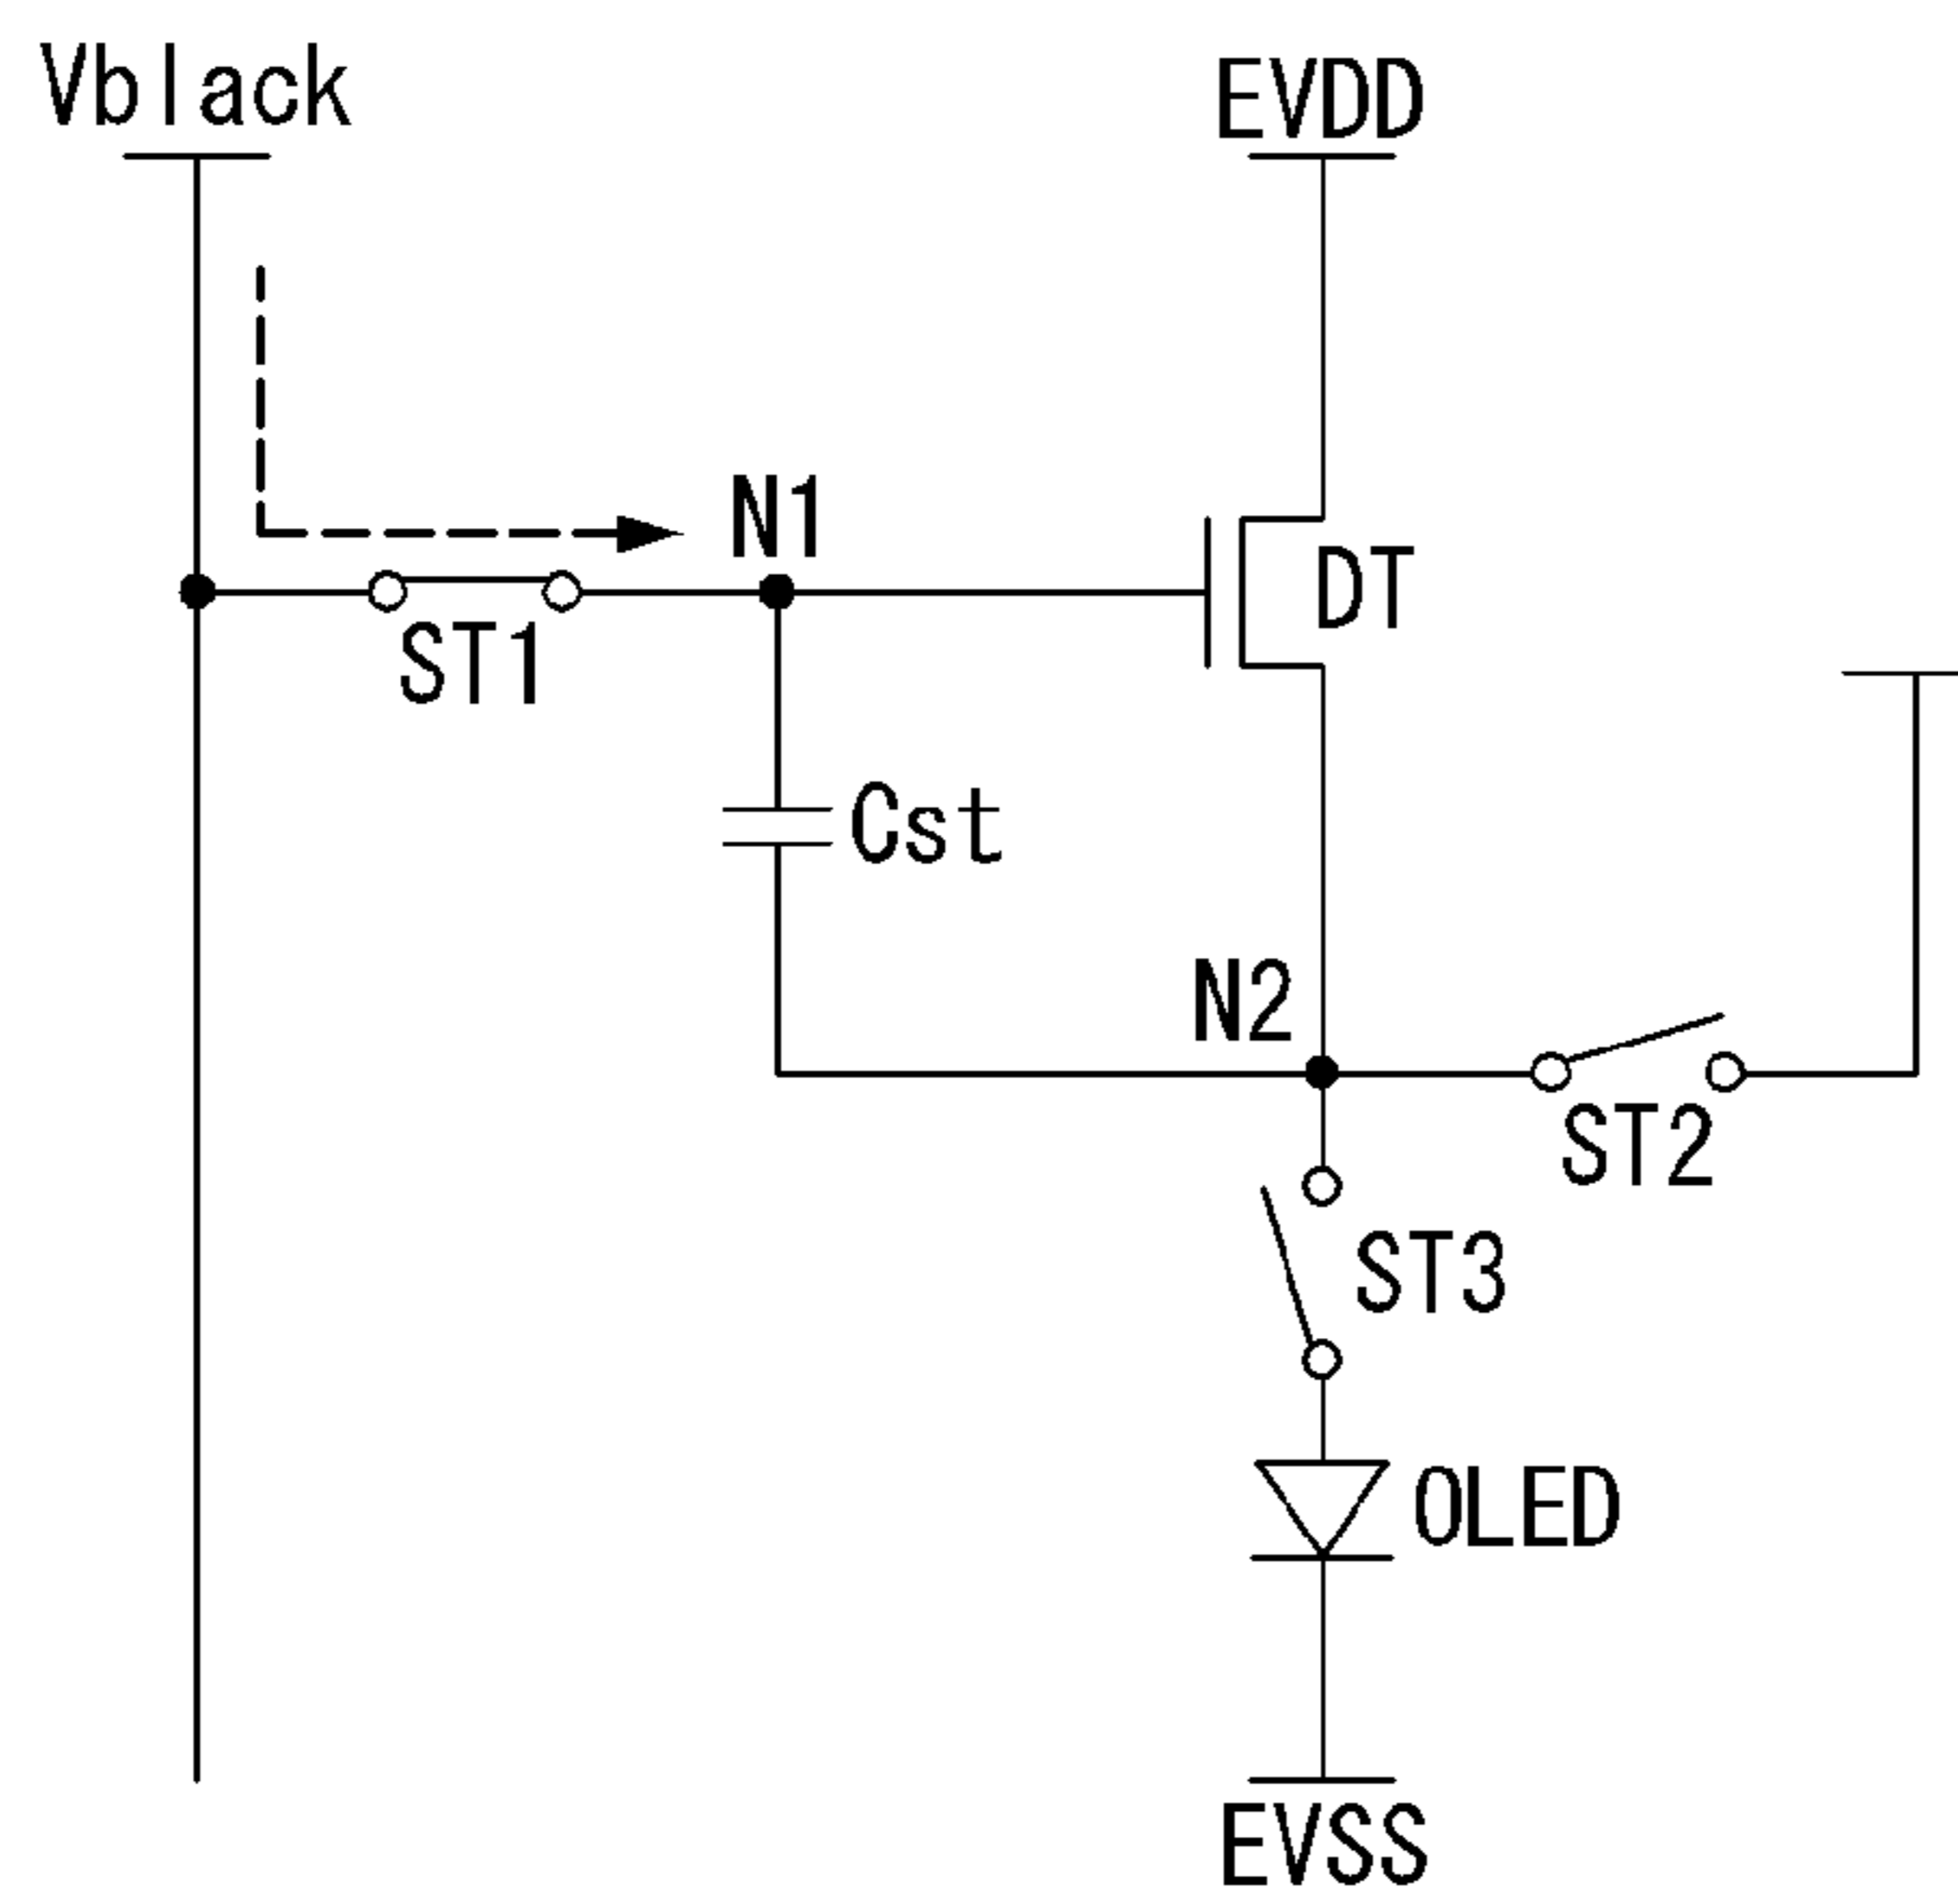 Vblack
EVDD
N1
DT
ST1
Cst
N2
ST2
ST3
OLED
EVSS